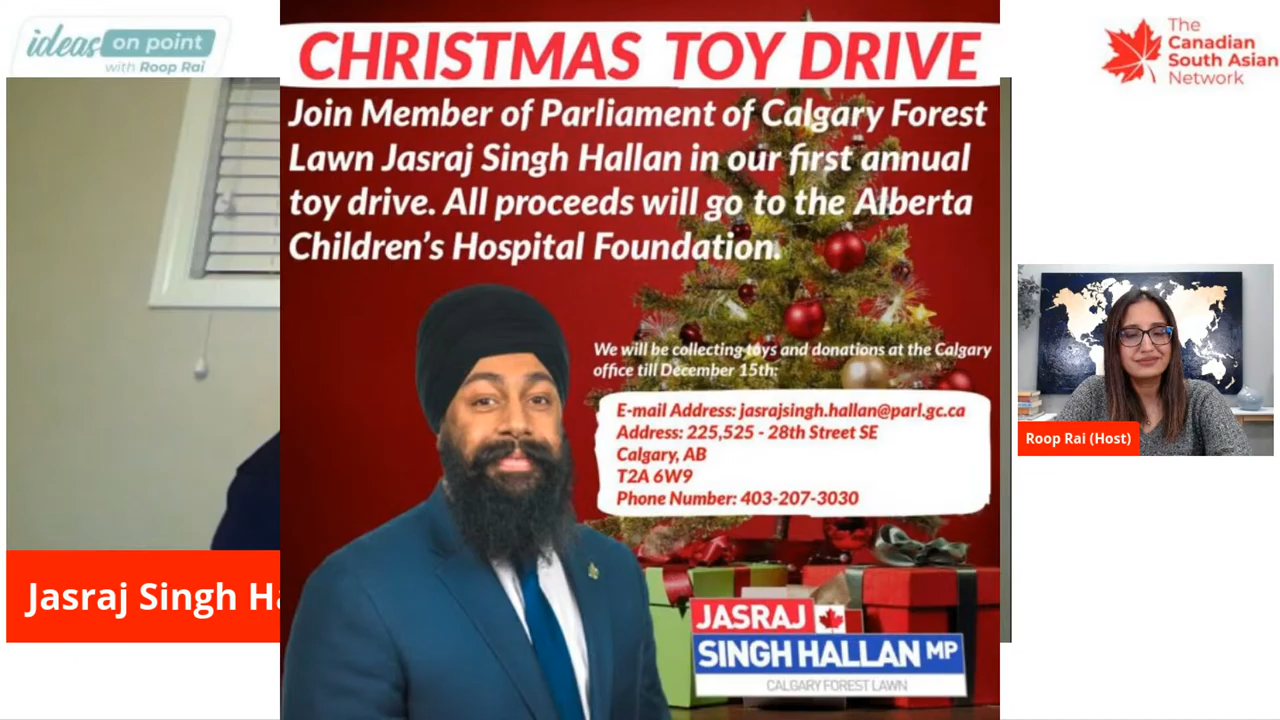 ideas on point
with Roop Rai
CHRISTMAS TOY DRIVE
Join Member of Parliament of Calgary Forest
Lawn Jasraj Singh Hallan in our first annual
toy drive. All proceeds will go to the Alberta
Children's Hospital Foundation.
We will be collecting toys and donations at the Calgary
office till December 15th:
E-mail Address: jasrajsingh.hallan@parl.gc.ca
Address: 225,525 - 28th Street SE
Calgary, AB
T2A 6W9
Phone Number: 403-207-3030
JASRAJ
SINGH HALLAN MP
CALGARY FOREST LAWN
Jasraj Singh Ha
The
Canadian
South Asian
Network
Roop Rai (Host)